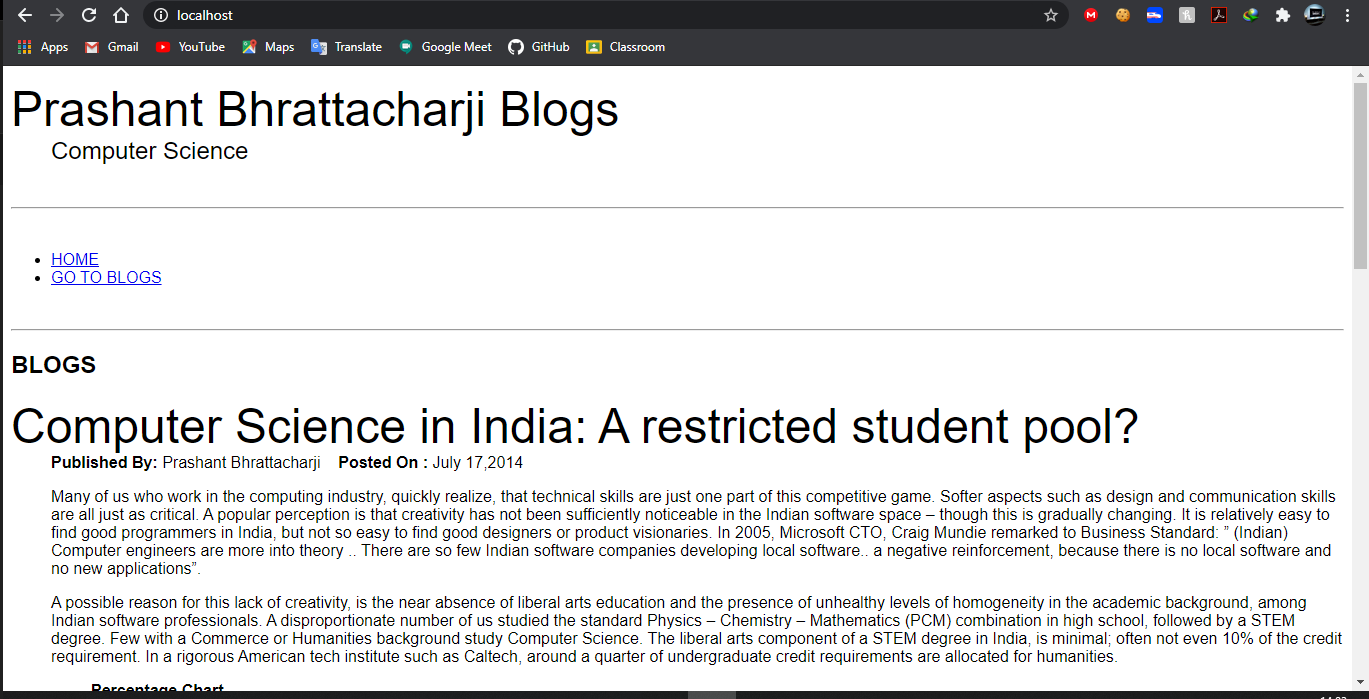 localhost
Apps Gmail YouTube Maps Translate Google Meet GitHub Classroom
Prashant Bhrattacharji Blogs
Computer Science
HOME
GO TO BLOGS
BLOGS
Computer Science in India: A restricted student pool?
Published By: Prashant Bhrattacharji Posted On : July 17,2014
Many of us who work in the computing industry, quickly realize, that technical skills are just one part of this competitive game. Softer aspects such as design and communication skills
are all just as critical. A popular perception is that creativity has not been sufficiently noticeable in the Indian software space – though this is gradually changing. It is relatively easy to
find good programmers in India, but not so easy to find good designers or product visionaries. In 2005, Microsoft CTO, Craig Mundie remarked to Business Standard: ” (Indian)
Computer engineers are more into theory .. There are so few Indian software companies developing local software.. a negative reinforcement, because there is no local software and
no new applications”.
A possible reason for this lack of creativity, is the near absence of liberal arts education and the presence of unhealthy levels of homogeneity in the academic background, among
Indian software professionals. A disproportionate number of us studied the standard Physics – Chemistry – Mathematics (PCM) combination in high school, followed by a STEM
degree. Few with a Commerce or Humanities background study Computer Science. The liberal arts component of a STEM degree in India, is minimal; often not even 10% of the credit
requirement. In a rigorous American tech institute such as Caltech, around a quarter of undergraduate credit requirements are allocated for humanities.
Percentage Chart